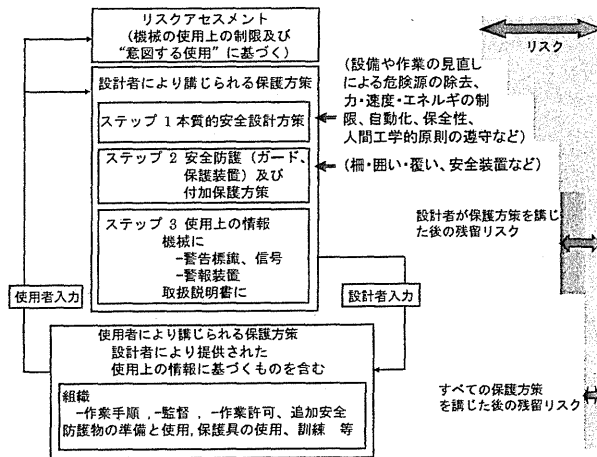 リスクアセスメント
(機械の使用上の制限及び
“意図する使用”に基づく)
リスク
設計者により講じられる保護方策
(設備や作業の見直し
による危険源の除去、
力・速度・エネルギの制
限、自動化、保全性、
人間工学的原則の遵守など)
ステップ 1 本質的安全設計方策
ステップ 2 安全防護 (ガード、
保護装置) 及び
付加保護方策
(柵・囲い・覆い、安全装置など)
ステップ 3 使用上の情報
機械に
-警告標識、信号
-警報装置
取扱説明書に
設計者が保護方策を講じ
た後の残留リスク
使用者入力
設計者入力
使用者により講じられる保護方策
設計者により提供された
使用上の情報に基づくものを含む
組織
-作業手順 , -監督 , -作業許可、追加安全
防護物の準備と使用, 保護具の使用、訓練 等
すべての保護方策
を講じた後の残留リスク